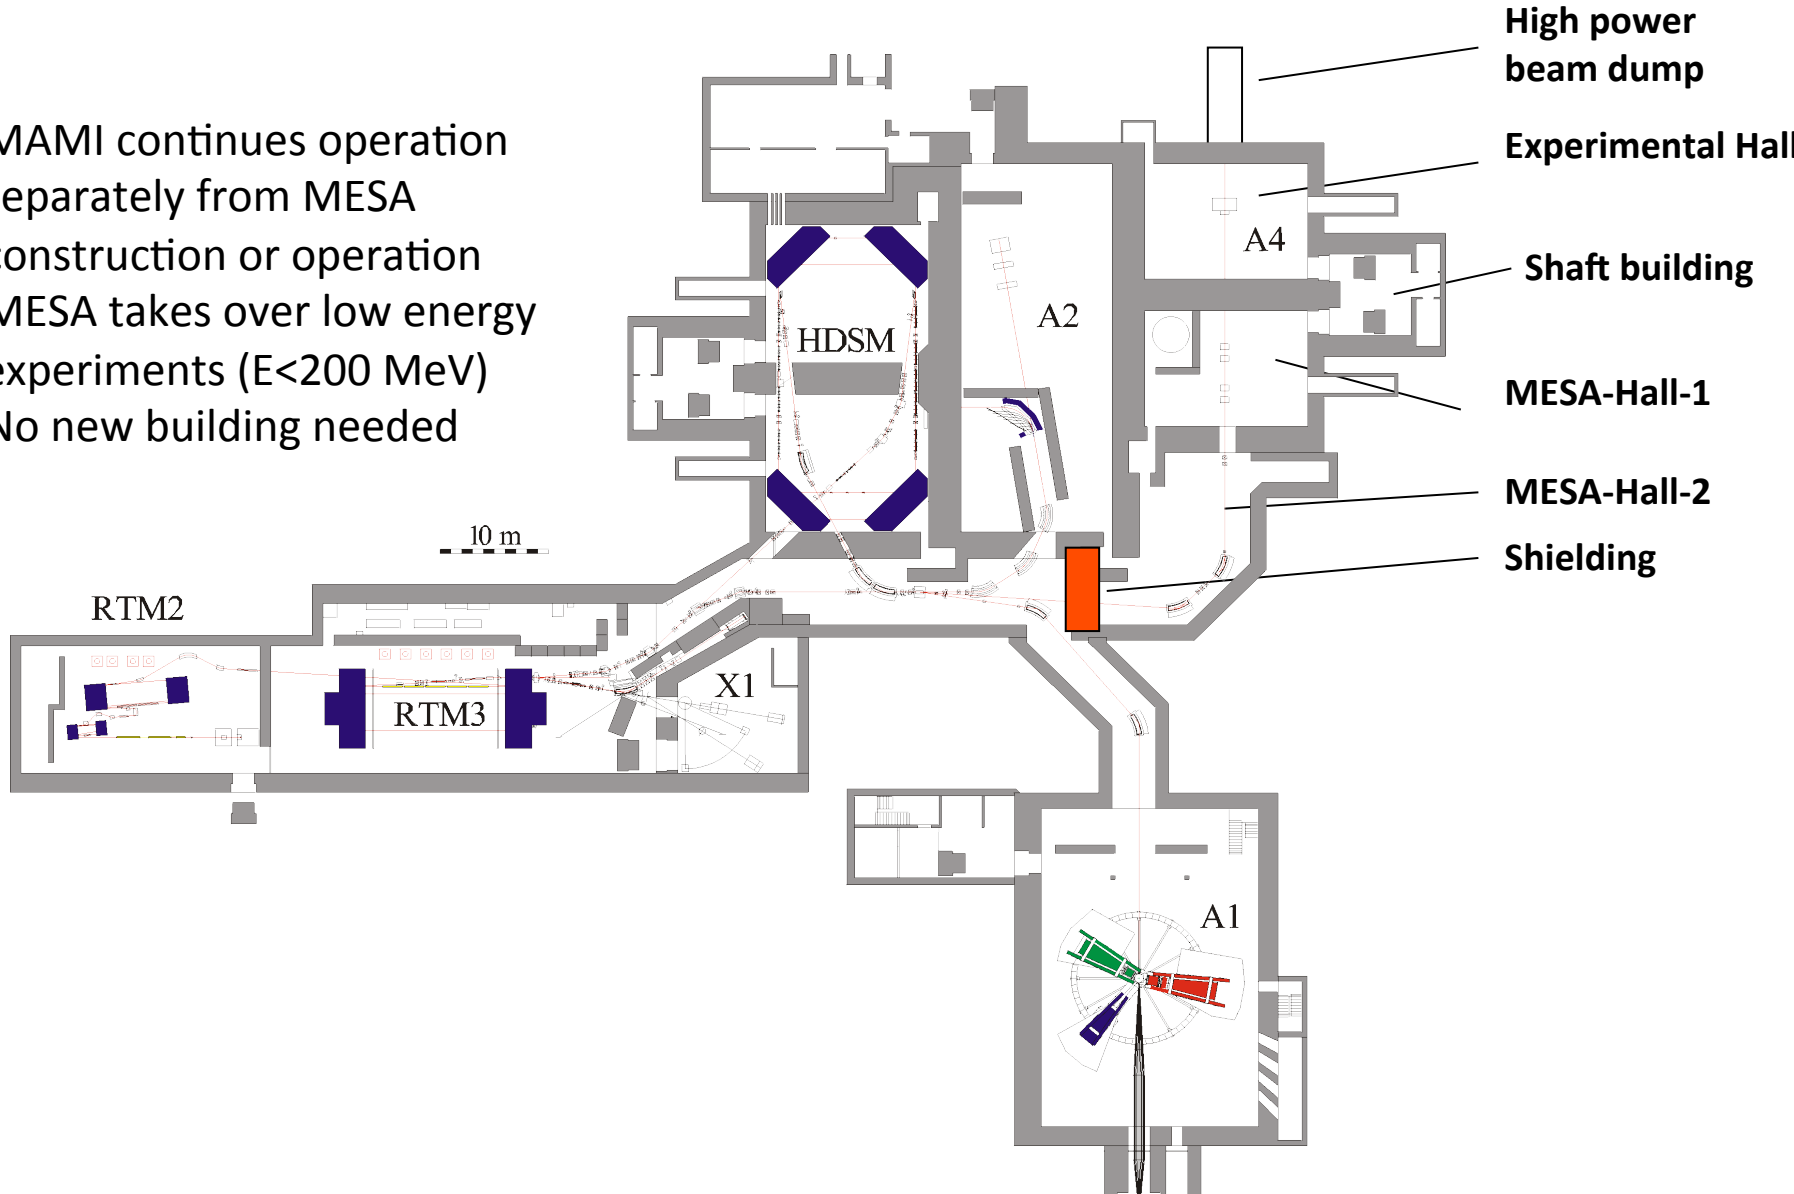 High power
beam dump
MAMI continues operation
separately from MESA
construction or operation
MESA takes over low energy
experiments (E<200 MeV)
No new building needed
Experimental Hall
A4
Shaft building
A2
HDSM
MESA-Hall-1
MESA-Hall-2
10 m
Shielding
RTM2
X1
RTM3
A1